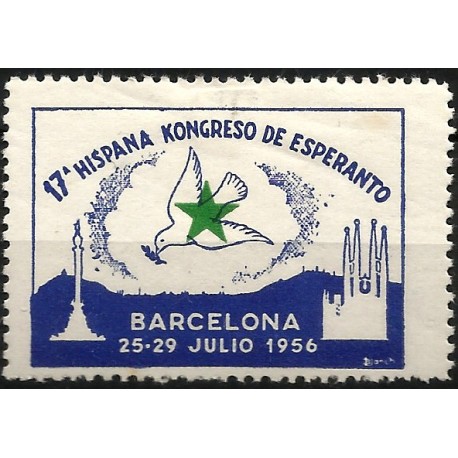 17ᴬ HISPANA KONGRESO DE ESPERANTO
BARCELONA
25-29 JULIO 1956